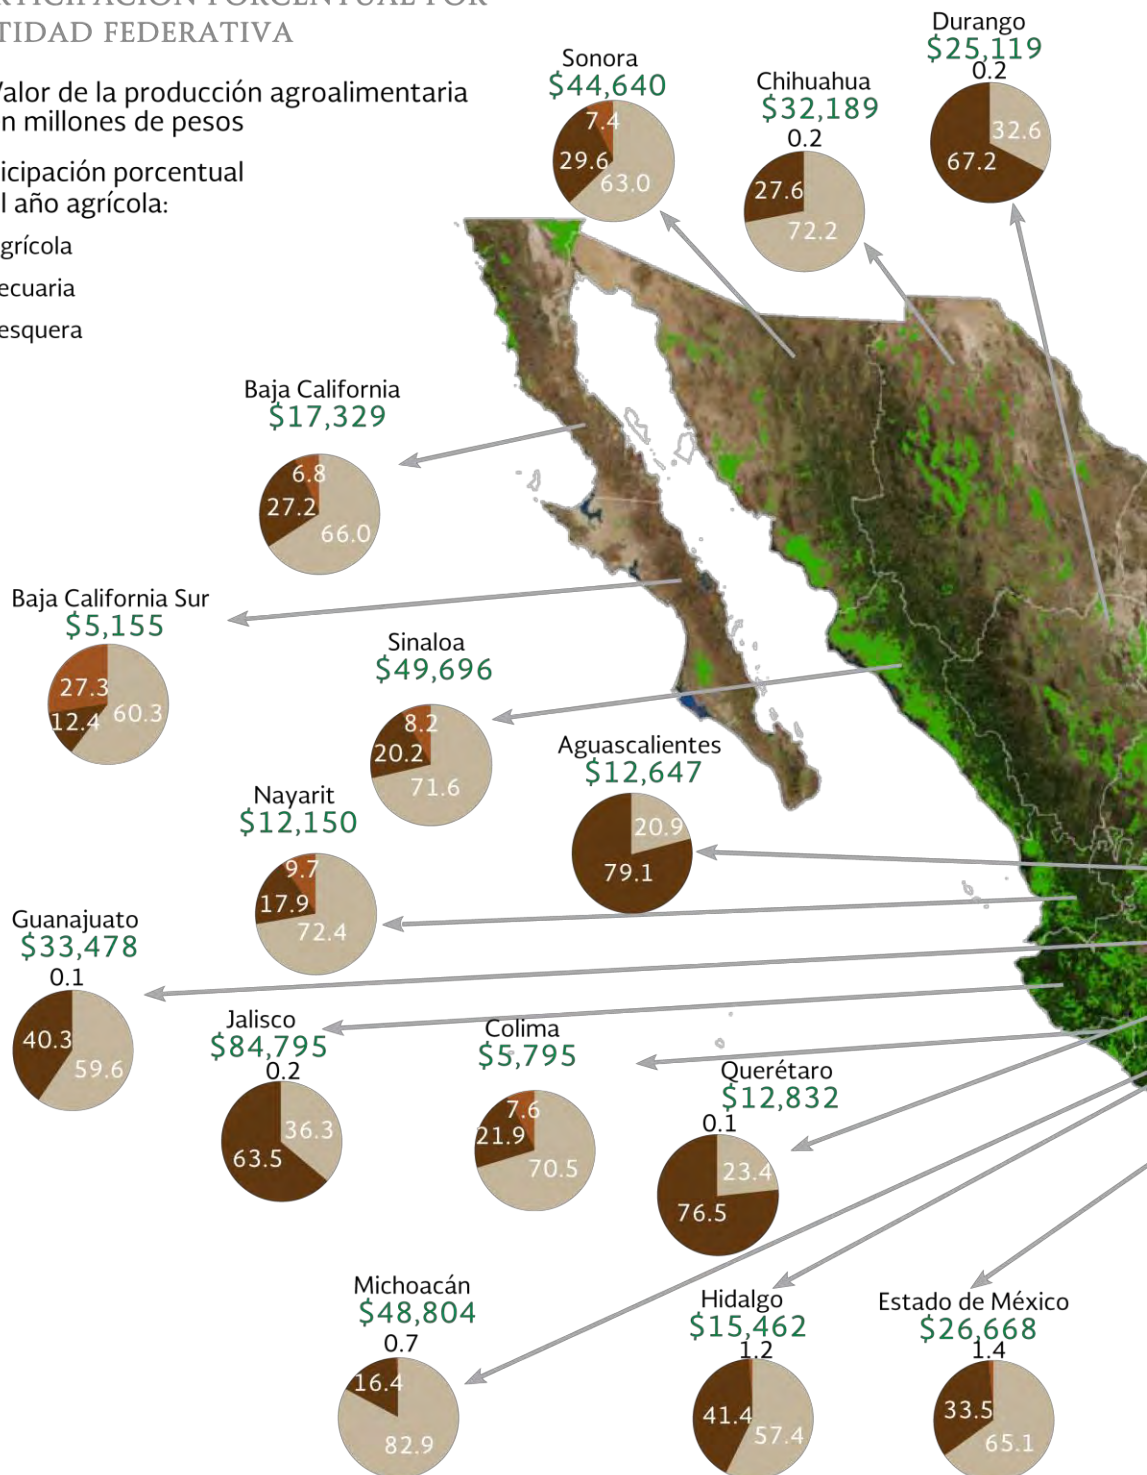 RTICIPACIÓN PORCENTUAL POR
TIDAD FEDERATIVA
Valor de la producción agroalimentaria
n millones de pesos
icipación porcentual
l año agrícola:
grícola
ecuaria
esquera
Sonora
$44,640
7.4
29.6
63.0
Chihuahua
$32,189
0.2
27.6
72.2
Durango
$25,119
0.2
32.6
67.2
Baja California
$17,329
6.8
27.2
66.0
Baja California Sur
$5,155
27.3
12.4
60.3
Sinaloa
$49,696
8.2
20.2
71.6
Aguascalientes
$12,647
20.9
79.1
Nayarit
$12,150
9.7
17.9
72.4
Guanajuato
$33,478
0.1
40.3
59.6
Jalisco
$84,795
0.2
36.3
63.5
Colima
$5,795
7.6
21.9
70.5
Querétaro
$12,832
0.1
23.4
76.5
Michoacán
$48,804
0.7
16.4
82.9
Hidalgo
$15,462
1.2
41.4
57.4
Estado de México
$26,668
1.4
33.5
65.1